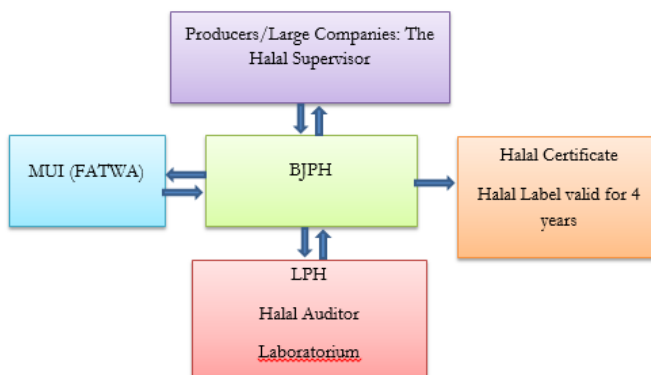 Producers/Large Companies: The
Halal Supervisor
MUI (FATWA)
BJPH
Halal Certificate
Halal Label valid for 4
years
LPH
Halal Auditor
Laboratorium